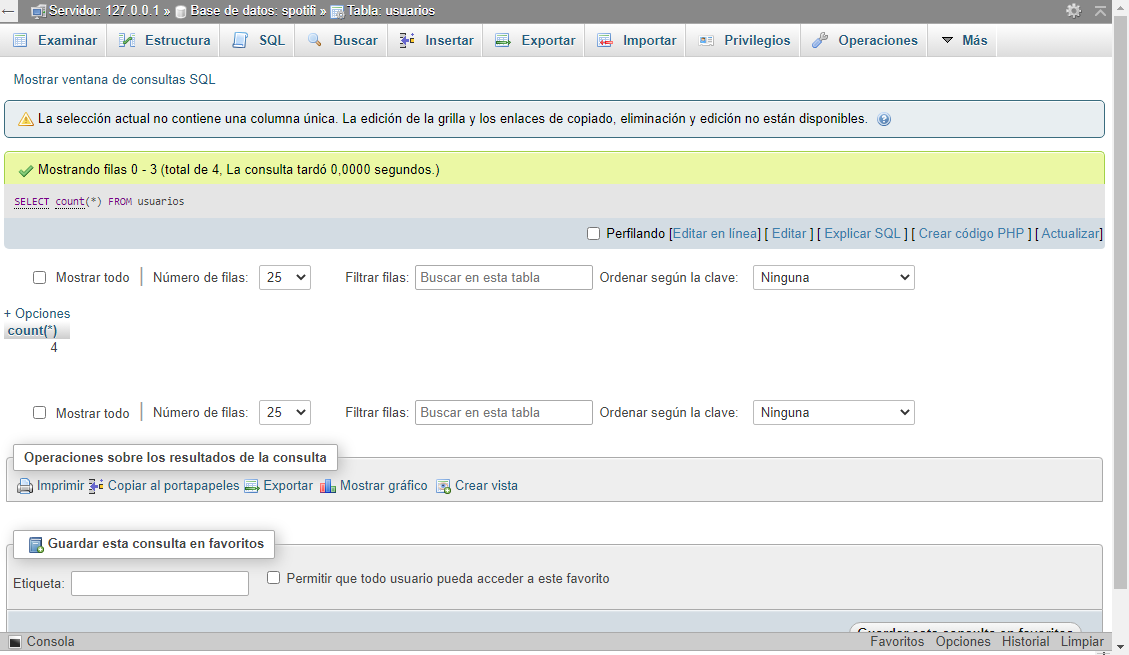 Servidor: 127.0.0.1 » Base de datos: spotifi » Tabla: usuarios
Examinar Estructura SQL Buscar Insertar Exportar Importar Privilegios Operaciones Más
Mostrar ventana de consultas SQL
La selección actual no contiene una columna única. La edición de la grilla y los enlaces de copiado, eliminación y edición no están disponibles.
Mostrando filas 0 - 3 (total de 4, La consulta tardó 0,0000 segundos.)
SELECT count(*) FROM usuarios
Perfilando [Editar en línea] [ Editar ] [ Explicar SQL ] [ Crear código PHP ] [ Actualizar]
Mostrar todo Número de filas: 25 Filtrar filas: Buscar en esta tabla Ordenar según la clave: Ninguna
+ Opciones
count(*)
4
Mostrar todo Número de filas: 25 Filtrar filas: Buscar en esta tabla Ordenar según la clave: Ninguna
Operaciones sobre los resultados de la consulta
Imprimir Copiar al portapapeles Exportar Mostrar gráfico Crear vista
Guardar esta consulta en favoritos
Etiqueta: Permitir que todo usuario pueda acceder a este favorito
Guardar esta consulta en favoritos
Consola Favoritos Opciones Historial Limpiar